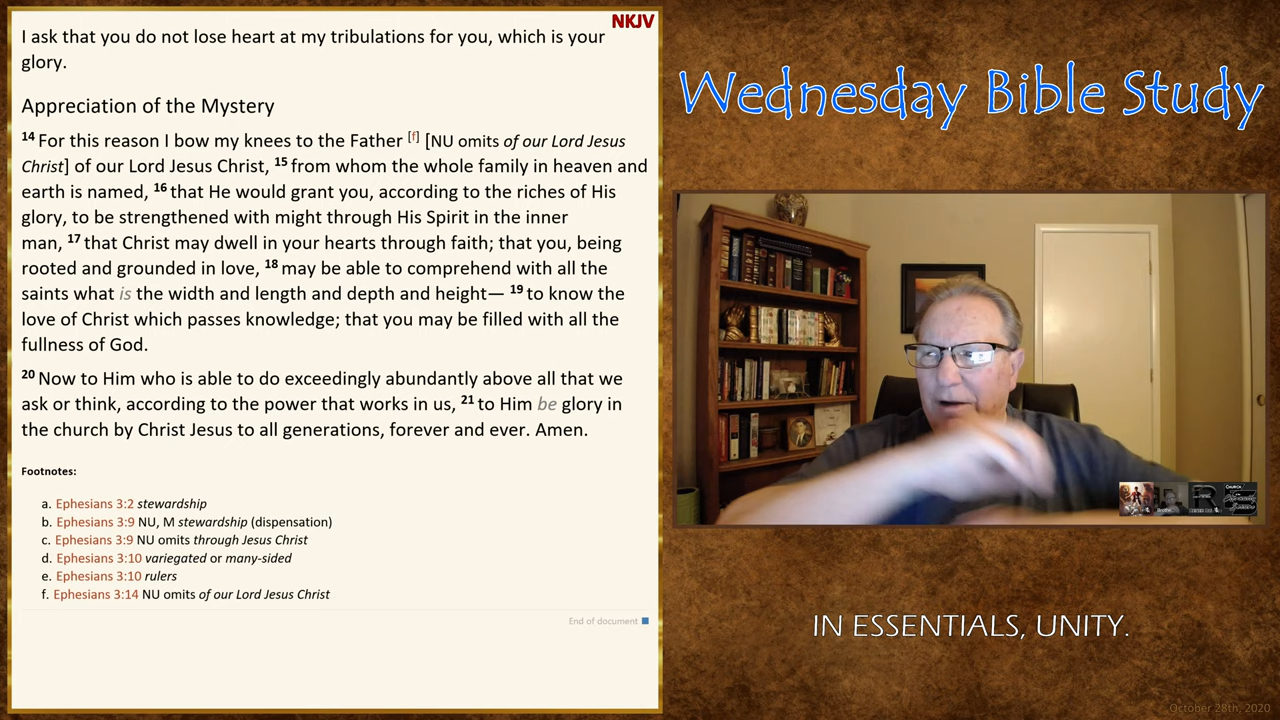 NKJV
I ask that you do not lose heart at my tribulations for you, which is your
glory.
Appreciation of the Mystery
14 For this reason I bow my knees to the Father [f] [NU omits of our Lord Jesus
Christ] of our Lord Jesus Christ, 15 from whom the whole family in heaven and
earth is named, 16 that He would grant you, according to the riches of His
glory, to be strengthened with might through His Spirit in the inner
man, 17 that Christ may dwell in your hearts through faith; that you, being
rooted and grounded in love, 18 may be able to comprehend with all the
saints what is the width and length and depth and height— 19 to know the
love of Christ which passes knowledge; that you may be filled with all the
fullness of God.
20 Now to Him who is able to do exceedingly abundantly above all that we
ask or think, according to the power that works in us, 21 to Him be glory in
the church by Christ Jesus to all generations, forever and ever. Amen.
Footnotes:
a. Ephesians 3:2 stewardship
b. Ephesians 3:9 NU, M stewardship (dispensation)
c. Ephesians 3:9 NU omits through Jesus Christ
d. Ephesians 3:10 variegated or many-sided
e. Ephesians 3:10 rulers
f. Ephesians 3:14 NU omits of our Lord Jesus Christ
End of document
Wednesday Bible Study
IN ESSENTIALS, UNITY.
October 28th, 2020